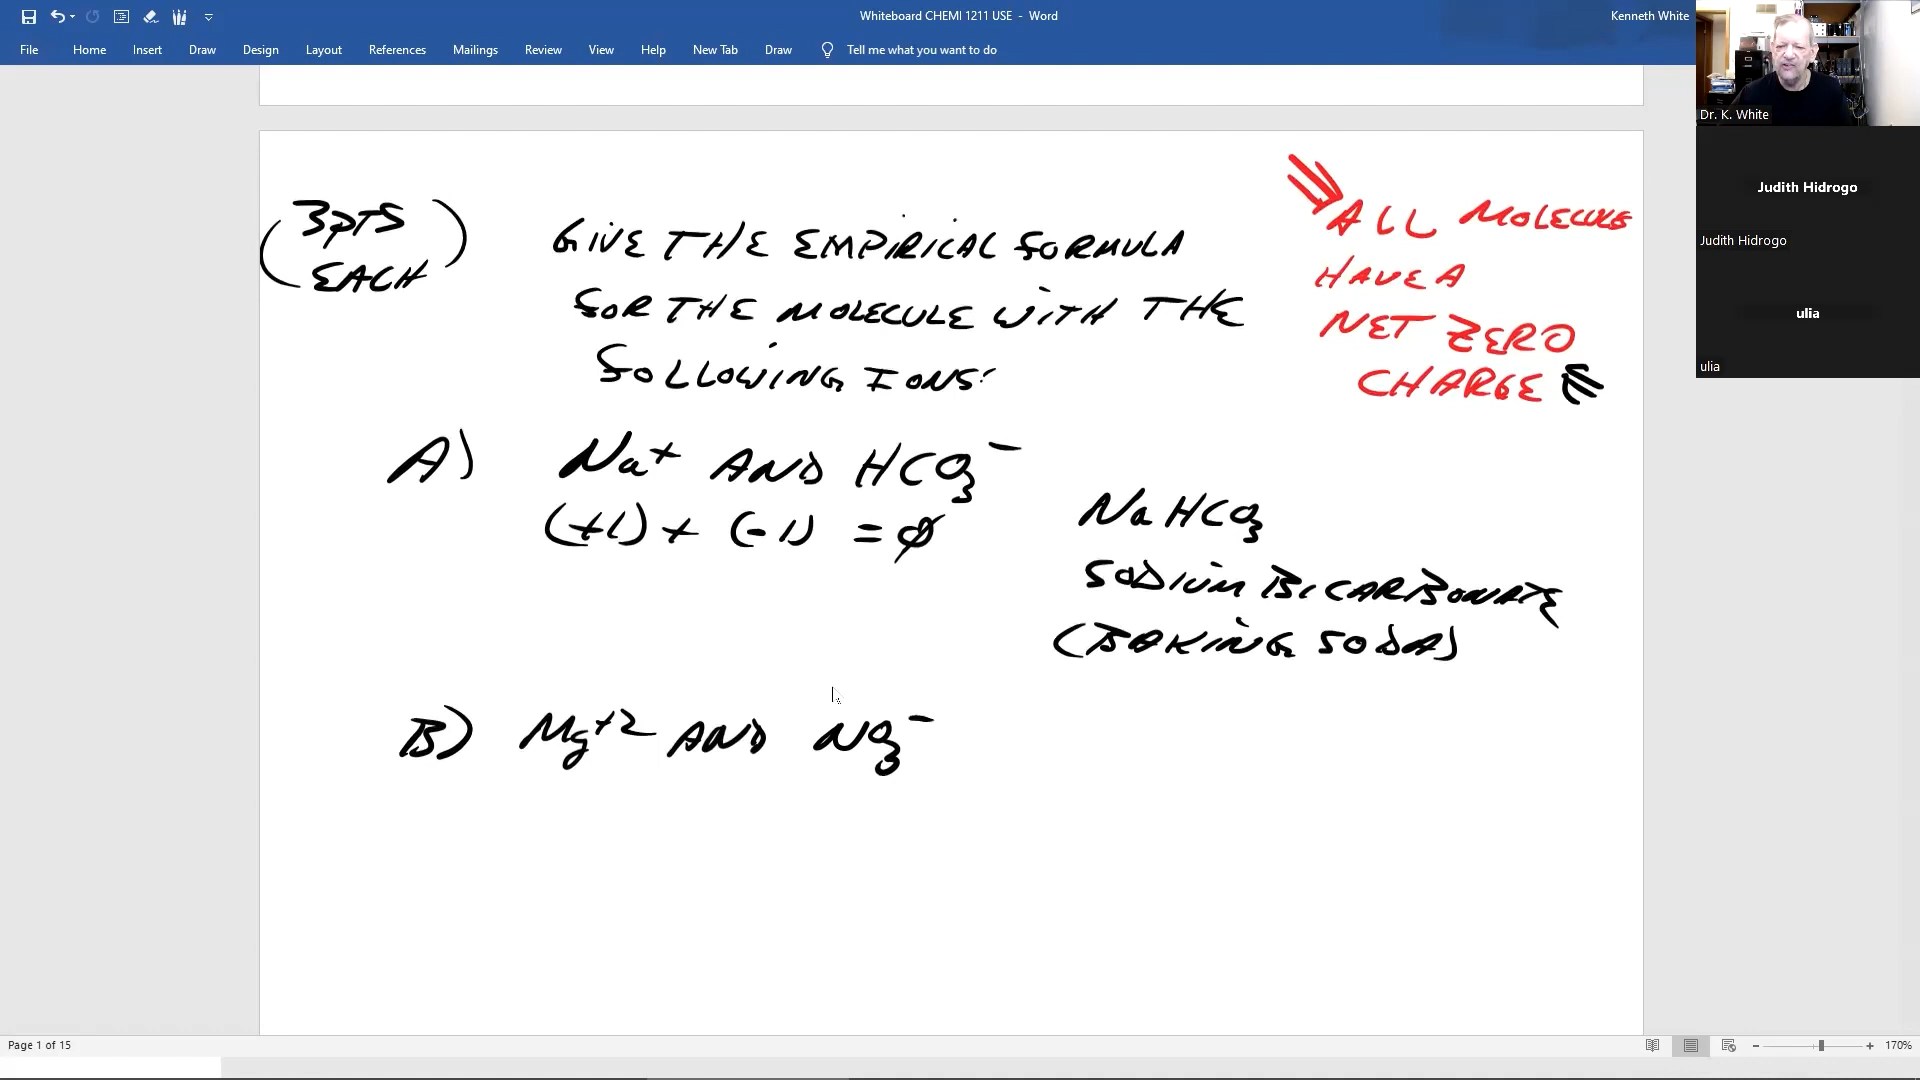 Whiteboard CHEMI 1211 USE - Word
Kenneth White
File Home Insert Draw Design Layout References Mailings Review View Help New Tab Draw Tell me what you want to do
Dr. K. White
Judith Hidrogo
Judith Hidrogo
ulia
ulia
(3 pTS
EACH)
GIVE THE EMPIRICAL FORMULA
FOR THE MOLECULE WITH THE
FOLLOWING IONS:
ALL MOLECULE
HAVE A
NET ZERO
CHARGE
A) Na+ AND HCO3-
(+1) + (-1) = 0
NaHCO3
SODIUM BICARBONATE
(BAKING SODA)
B) Mg+2 AND NO3-
Page 1 of 15
170%